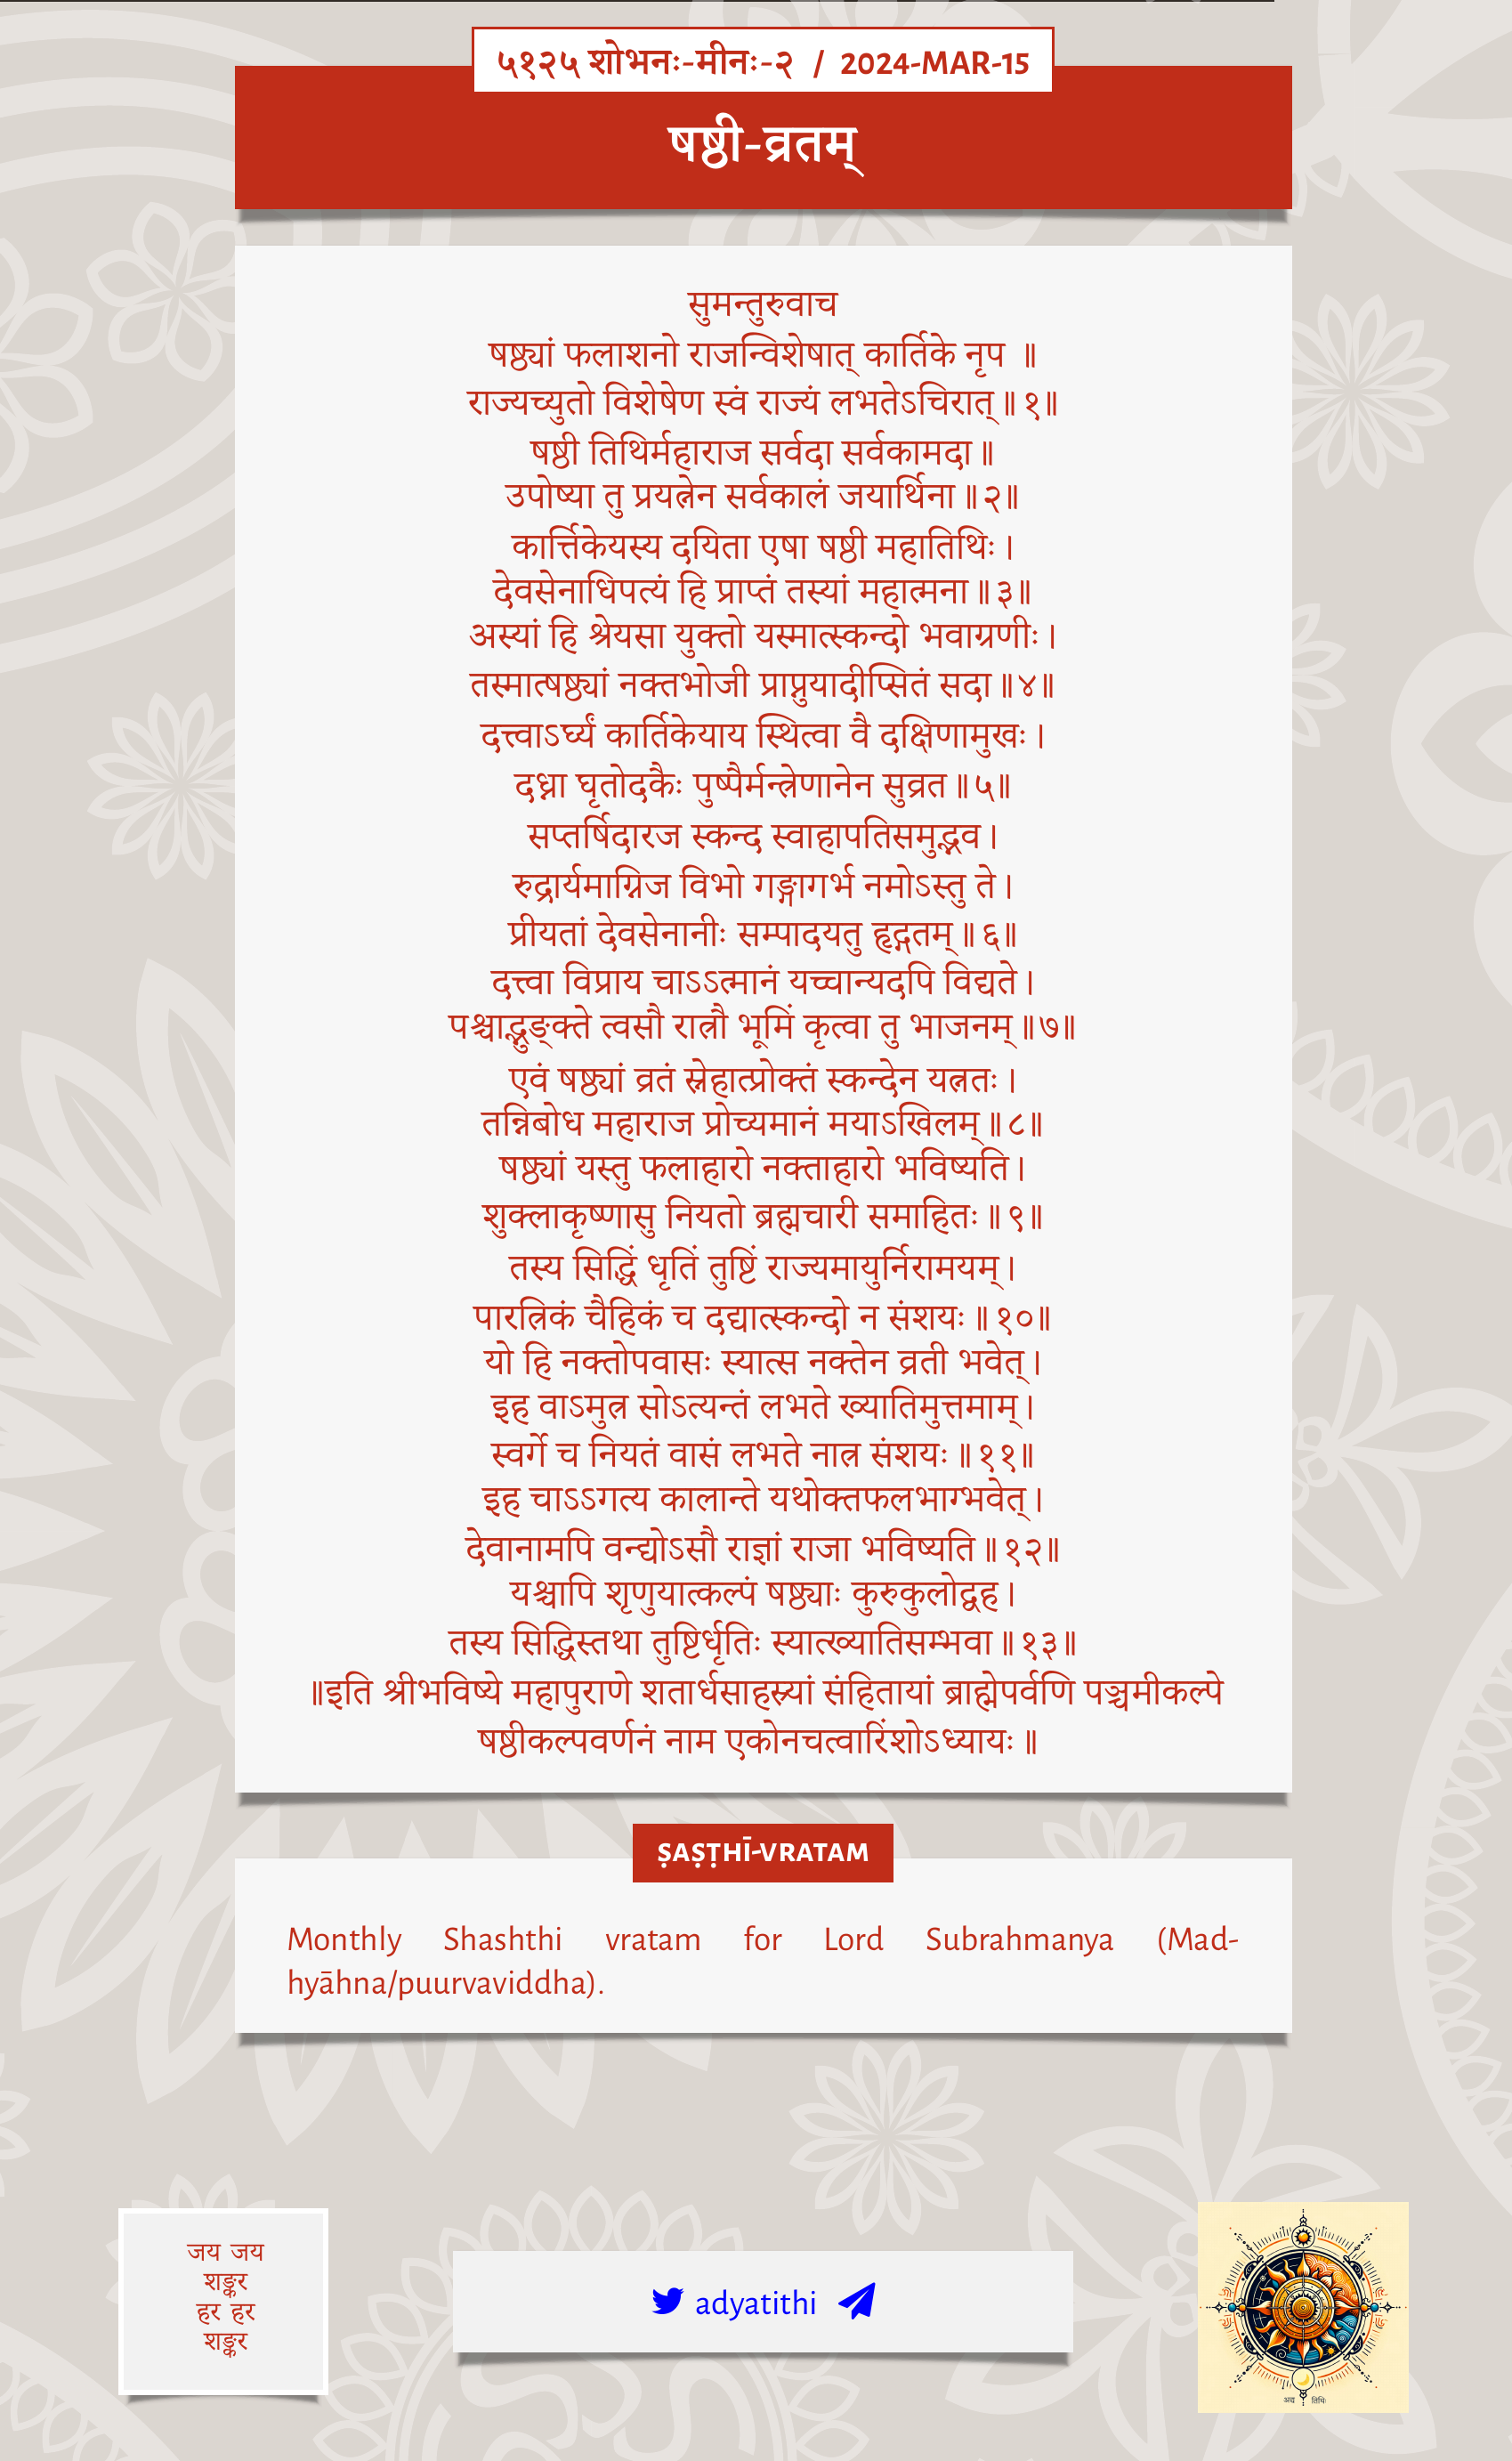 ५१२५ शोभनः-मीनः-२ / 2024-MAR-15
षष्ठी-व्रतम्
सुमन्तुरुवाच
षष्ठ्यां फलाशनो राजन्विशेषात् कार्तिके नृप ॥
राज्यच्युतो विशेषेण स्वं राज्यं लभतेऽचिरात्॥१॥
षष्ठी तिथिर्महाराज सर्वदा सर्वकामदा॥
उपोष्या तु प्रयत्नेन सर्वकालं जयार्थिना॥२॥
कार्त्तिकेयस्य दयिता एषा षष्ठी महातिथिः।
देवसेनाधिपत्यं हि प्राप्तं तस्यां महात्मना॥३॥
अस्यां हि श्रेयसा युक्तो यस्मात्स्कन्दो भवाग्रणीः।
तस्मात्षष्ठ्यां नक्तभोजी प्राप्नुयादीप्सितं सदा॥४॥
दत्त्वाऽर्घ्यं कार्तिकेयाय स्थित्वा वै दक्षिणामुखः।
दध्ना घृतोदकैः पुष्पैर्मन्त्रेणानेन सुव्रत॥५॥
सप्तर्षिदारज स्कन्द स्वाहापतिसमुद्भव।
रुद्रार्यमाग्निज विभो गङ्गागर्भ नमोऽस्तु ते।
प्रीयतां देवसेनानीः सम्पादयतु हृद्गतम्॥६॥
दत्त्वा विप्राय चाऽऽत्मानं यच्चान्यदपि विद्यते।
पश्चाद्भुङ्क्ते त्वसौ रात्रौ भूमिं कृत्वा तु भाजनम्॥७॥
एवं षष्ठ्यां व्रतं स्नेहात्प्रोक्तं स्कन्देन यत्नतः।
तन्निबोध महाराज प्रोच्यमानं मयाऽखिलम्॥८॥
षष्ठ्यां यस्तु फलाहारो नक्ताहारो भविष्यति।
शुक्लाकृष्णासु नियतो ब्रह्मचारी समाहितः॥९॥
तस्य सिद्धिं धृतिं तुष्टिं राज्यमायुर्निरामयम्।
पारत्रिकं चैहिकं च दद्यात्स्कन्दो न संशयः॥१०॥
यो हि नक्तोपवासः स्यात्स नक्तेन व्रती भवेत्।
इह वाऽमुत्र सोऽत्यन्तं लभते ख्यातिमुत्तमाम्।
स्वर्गे च नियतं वासं लभते नात्र संशयः॥११॥
इह चाऽऽगत्य कालान्ते यथोक्तफलभाग्भवेत्।
देवानामपि वन्द्योऽसौ राज्ञां राजा भविष्यति॥१२॥
यश्चापि शृणुयात्कल्पं षष्ठ्याः कुरुकुलोद्वह।
तस्य सिद्धिस्तथा तुष्टिर्धृतिः स्यात्ख्यातिसम्भवा॥१३॥
॥इति श्रीभविष्ये महापुराणे शतार्धसाहस्र्यां संहितायां ब्राह्मेपर्वणि पञ्चमीकल्पे
षष्ठीकल्पवर्णनं नाम एकोनचत्वारिंशोऽध्यायः॥
ṢAṢṬHĪ-VRATAM
Monthly Shashthi vratam for Lord Subrahmanya (Mad-
hyāhna/puurvaviddha).
जय जय
शङ्कर
हर हर
शङ्कर
adyatithi
अद्य तिथिः